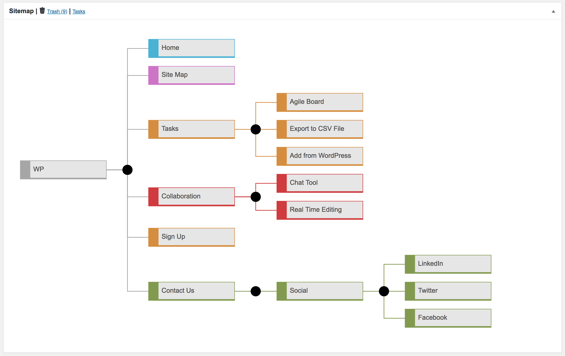 Sitemap | Trash (9) | Tasks
Home
Site Map
Agile Board
Tasks
Export to CSV File
Add from WordPress
WP
Chat Tool
Collaboration
Real Time Editing
Sign Up
LinkedIn
Contact Us
Social
Twitter
Facebook